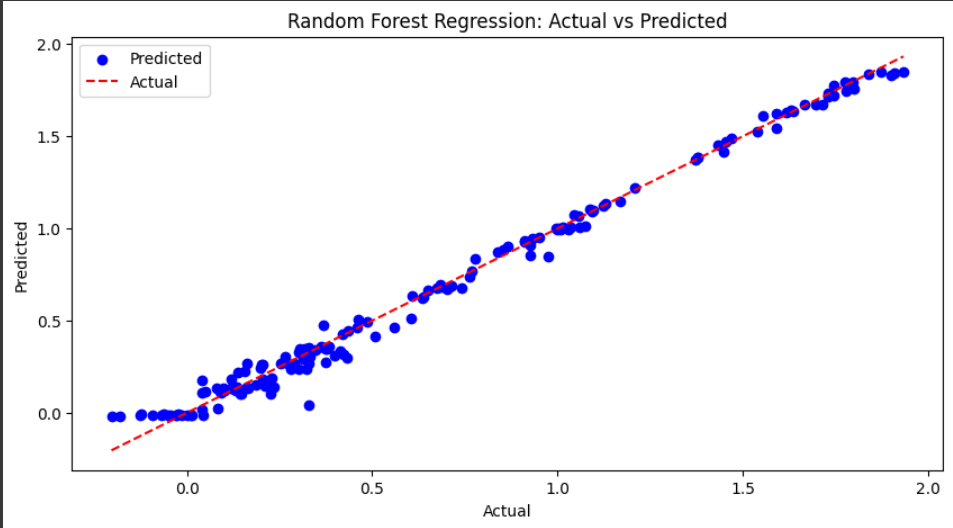 Random Forest Regression: Actual vs Predicted
Predicted
Actual
2.0
1.5
1.0
0.5
0.0
Predicted
0.0 0.5 1.0 1.5 2.0
Actual